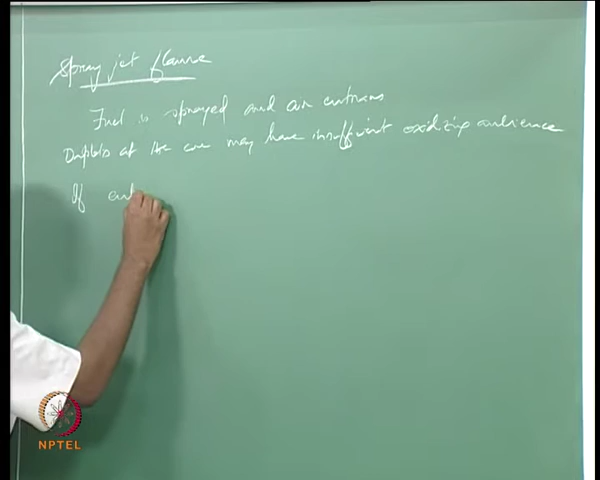 Spray jet flame
Fuel is sprayed and air entrains
Droplets at the core may have insufficient oxidizing ambience
If
NPTEL